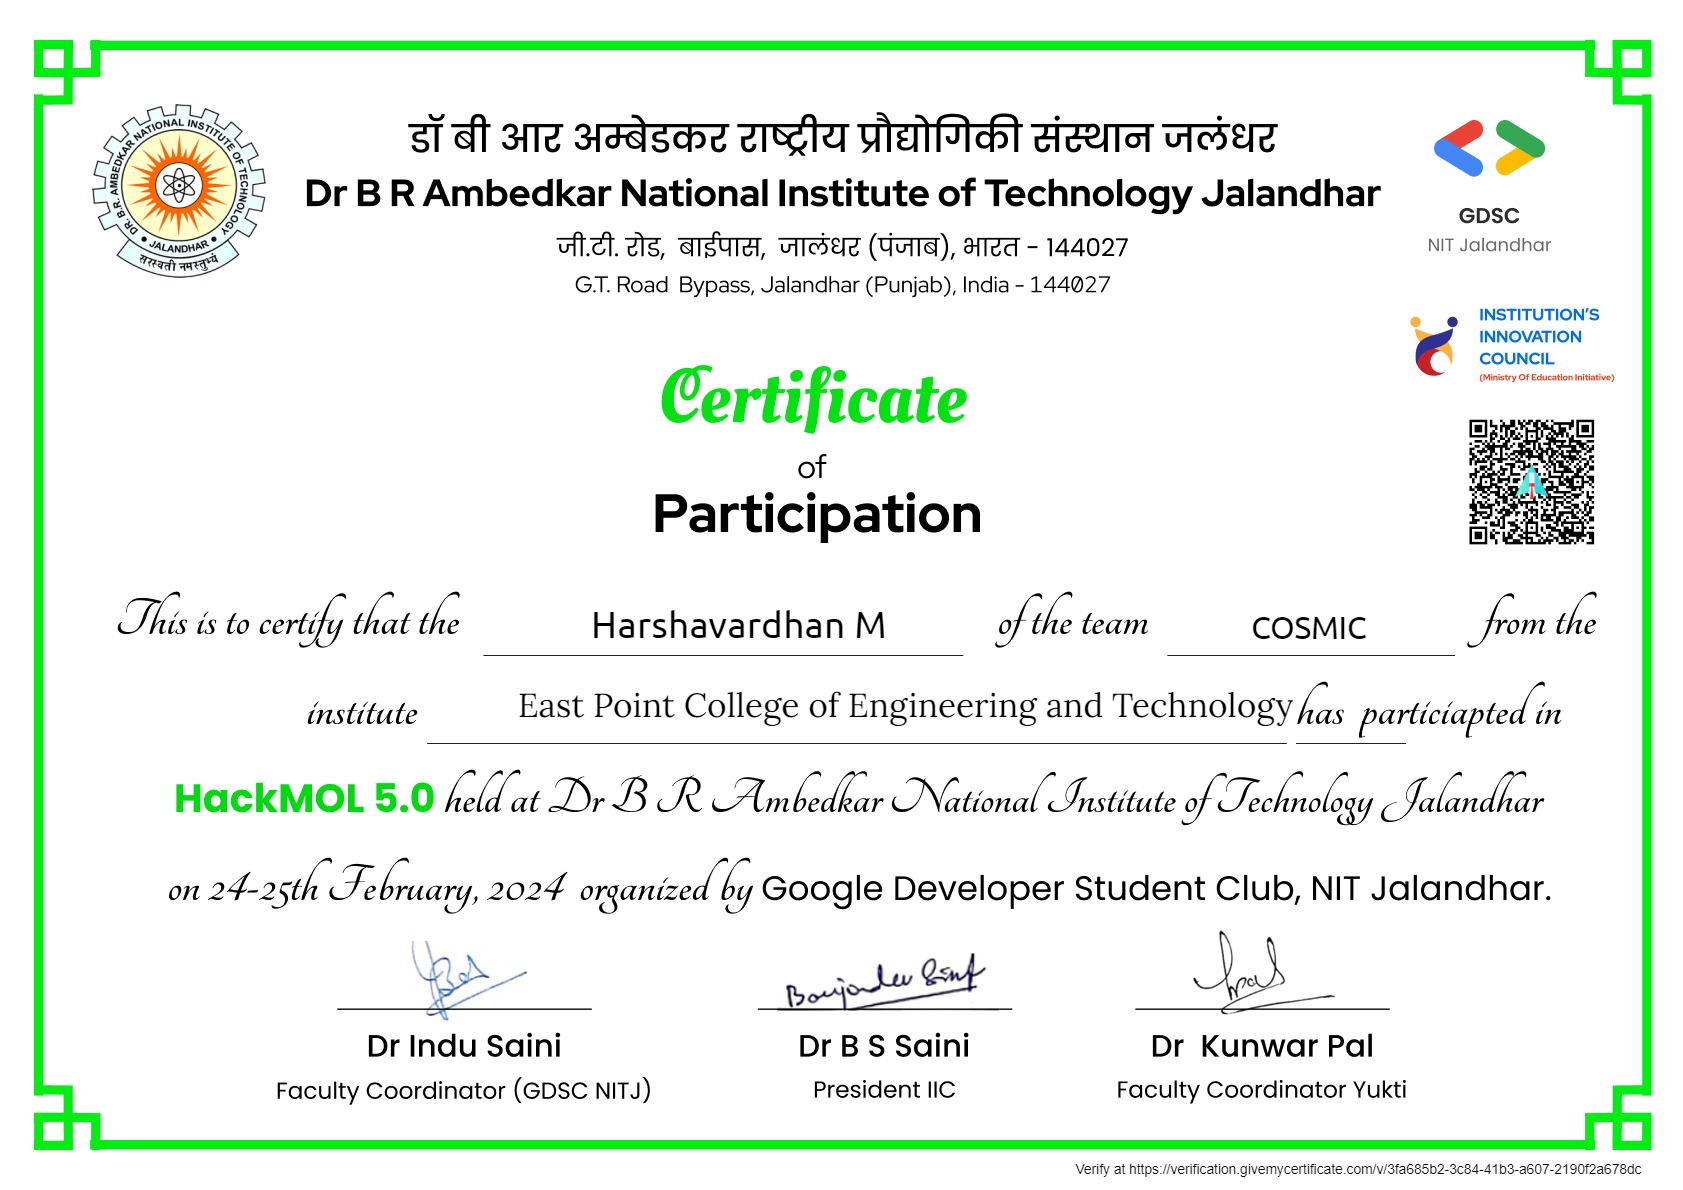 डॉ बी आर अम्बेडकर राष्ट्रीय प्रौद्योगिकी संस्थान जलंधर
Dr B R Ambedkar National Institute of Technology Jalandhar
जी.टी. रोड, बाईपास, जालंधर (पंजाब), भारत - 144027
G.T. Road Bypass, Jalandhar (Punjab), India - 144027
DR. B.R. AMBEDKAR NATIONAL INSTITUTE OF TECHNOLOGY
• JALANDHAR •
सरस्वती नमस्तुभ्यं
GDSC
NIT Jalandhar
INSTITUTION'S
INNOVATION
COUNCIL
(Ministry Of Education Initiative)
Certificate
of
Participation
This is to certify that the Harshavardhan M of the team COSMIC from the
institute East Point College of Engineering and Technology has particiapted in
HackMOL 5.0 held at Dr B R Ambedkar National Institute of Technology Jalandhar
on 24-25th February, 2024 organized by Google Developer Student Club, NIT Jalandhar.
Dr Indu Saini
Faculty Coordinator (GDSC NITJ)
Dr B S Saini
President IIC
Dr Kunwar Pal
Faculty Coordinator Yukti
Verify at https://verification.givemycertificate.com/v/3fa685b2-3c84-41b3-a607-2190f2a678dc